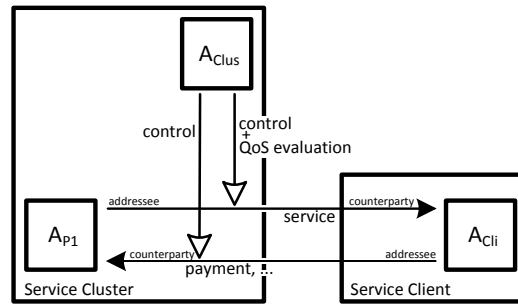 A_Clus
control
control
+
QoS evaluation
addressee
counterparty
service
A_P1
A_Cli
counterparty
addressee
payment, ...
Service Cluster
Service Client